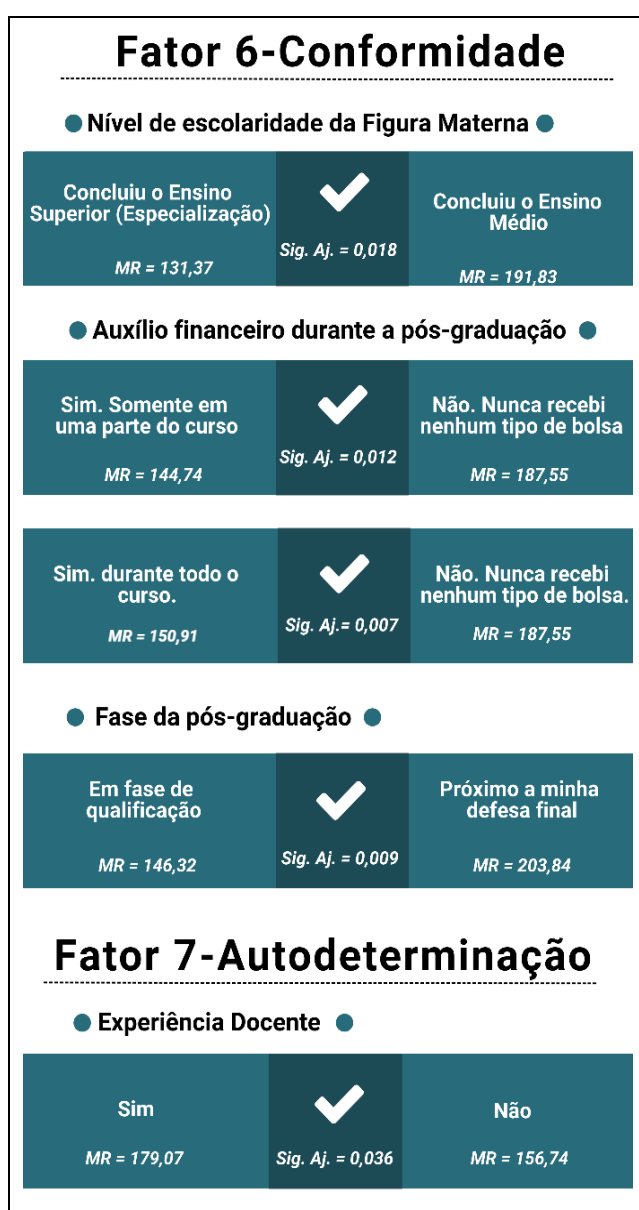 Fator 6-Conformidade
Nível de escolaridade da Figura Materna
Concluiu o Ensino
Superior (Especialização)
MR = 131,37
Sig. Aj. = 0,018
Concluiu o Ensino
Médio
MR = 191,83
Auxílio financeiro durante a pós-graduação
Sim. Somente em
uma parte do curso
MR = 144,74
Sig. Aj. = 0,012
Não. Nunca recebi
nenhum tipo de bolsa
MR = 187,55
Sim. durante todo o
curso.
MR = 150,91
Sig. Aj.= 0,007
Não. Nunca recebi
nenhum tipo de bolsa.
MR = 187,55
Fase da pós-graduação
Em fase de
qualificação
MR = 146,32
Sig. Aj. = 0,009
Próximo a minha
defesa final
MR = 203,84
Fator 7-Autodeterminação
Experiência Docente
Sim
MR = 179,07
Sig. Aj. = 0,036
Não
MR = 156,74